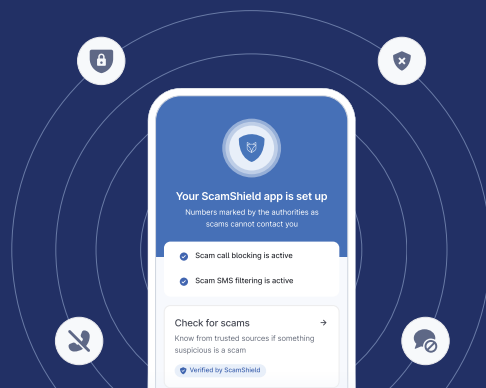 Your ScamShield app is set up
Numbers marked by the authorities as
scams cannot contact you
Scam call blocking is active
Scam SMS filtering is active
Check for scams
Know from trusted sources if something
suspicious is a scam
Verified by ScamShield